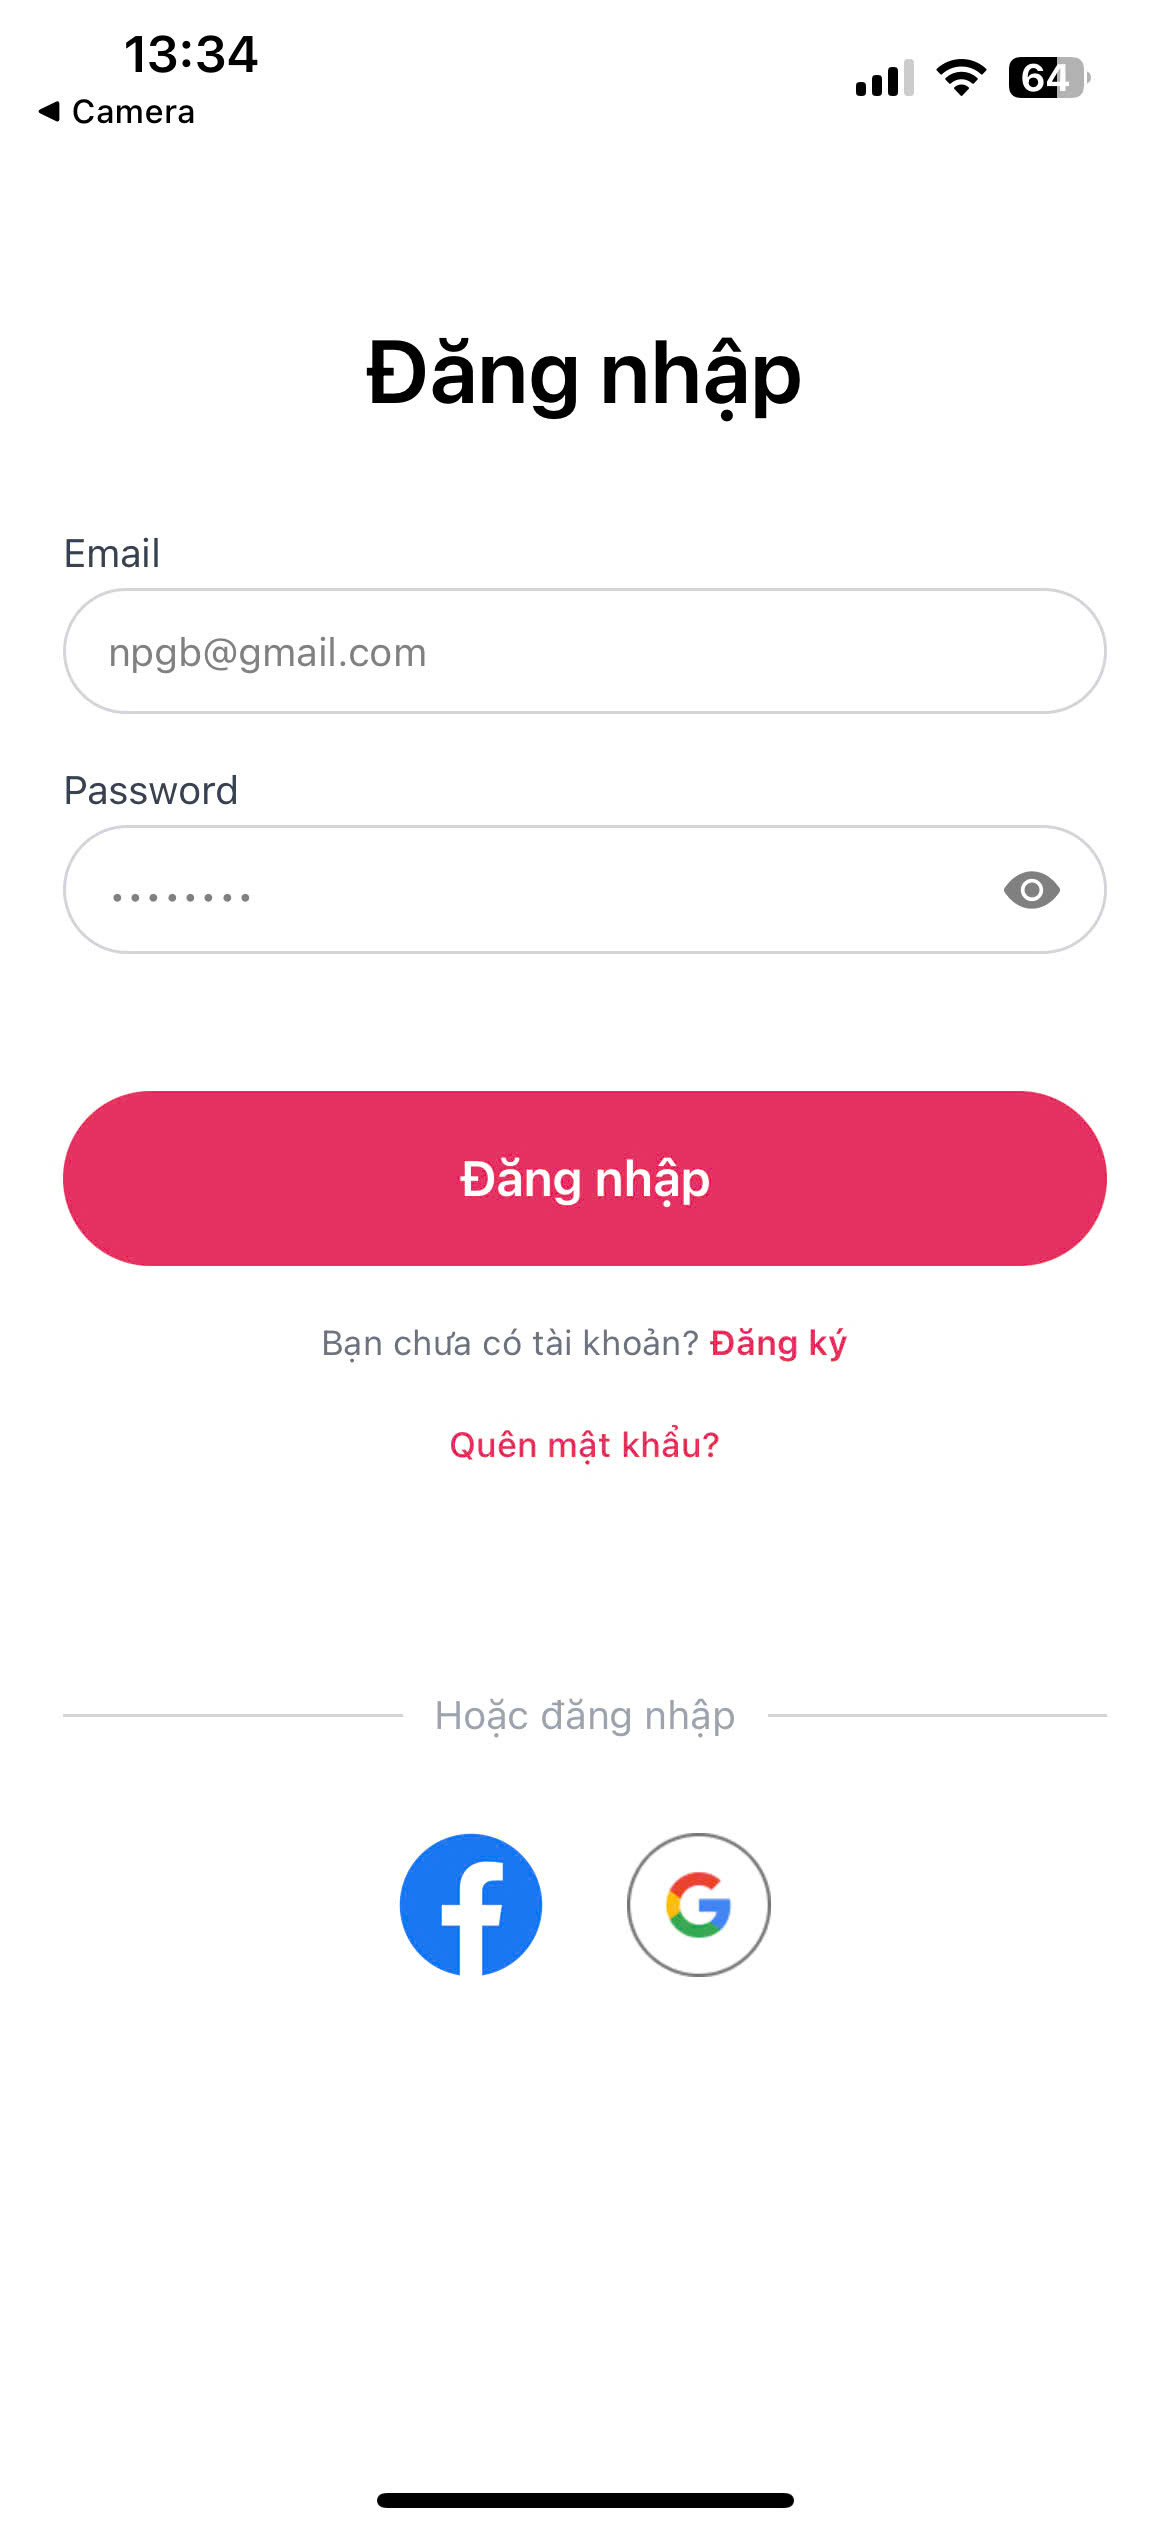 13:34
64
◀ Camera
Đăng nhập
Email
npgb@gmail.com
Password
••••••••
Đăng nhập
Bạn chưa có tài khoản? Đăng ký
Quên mật khẩu?
Hoặc đăng nhập